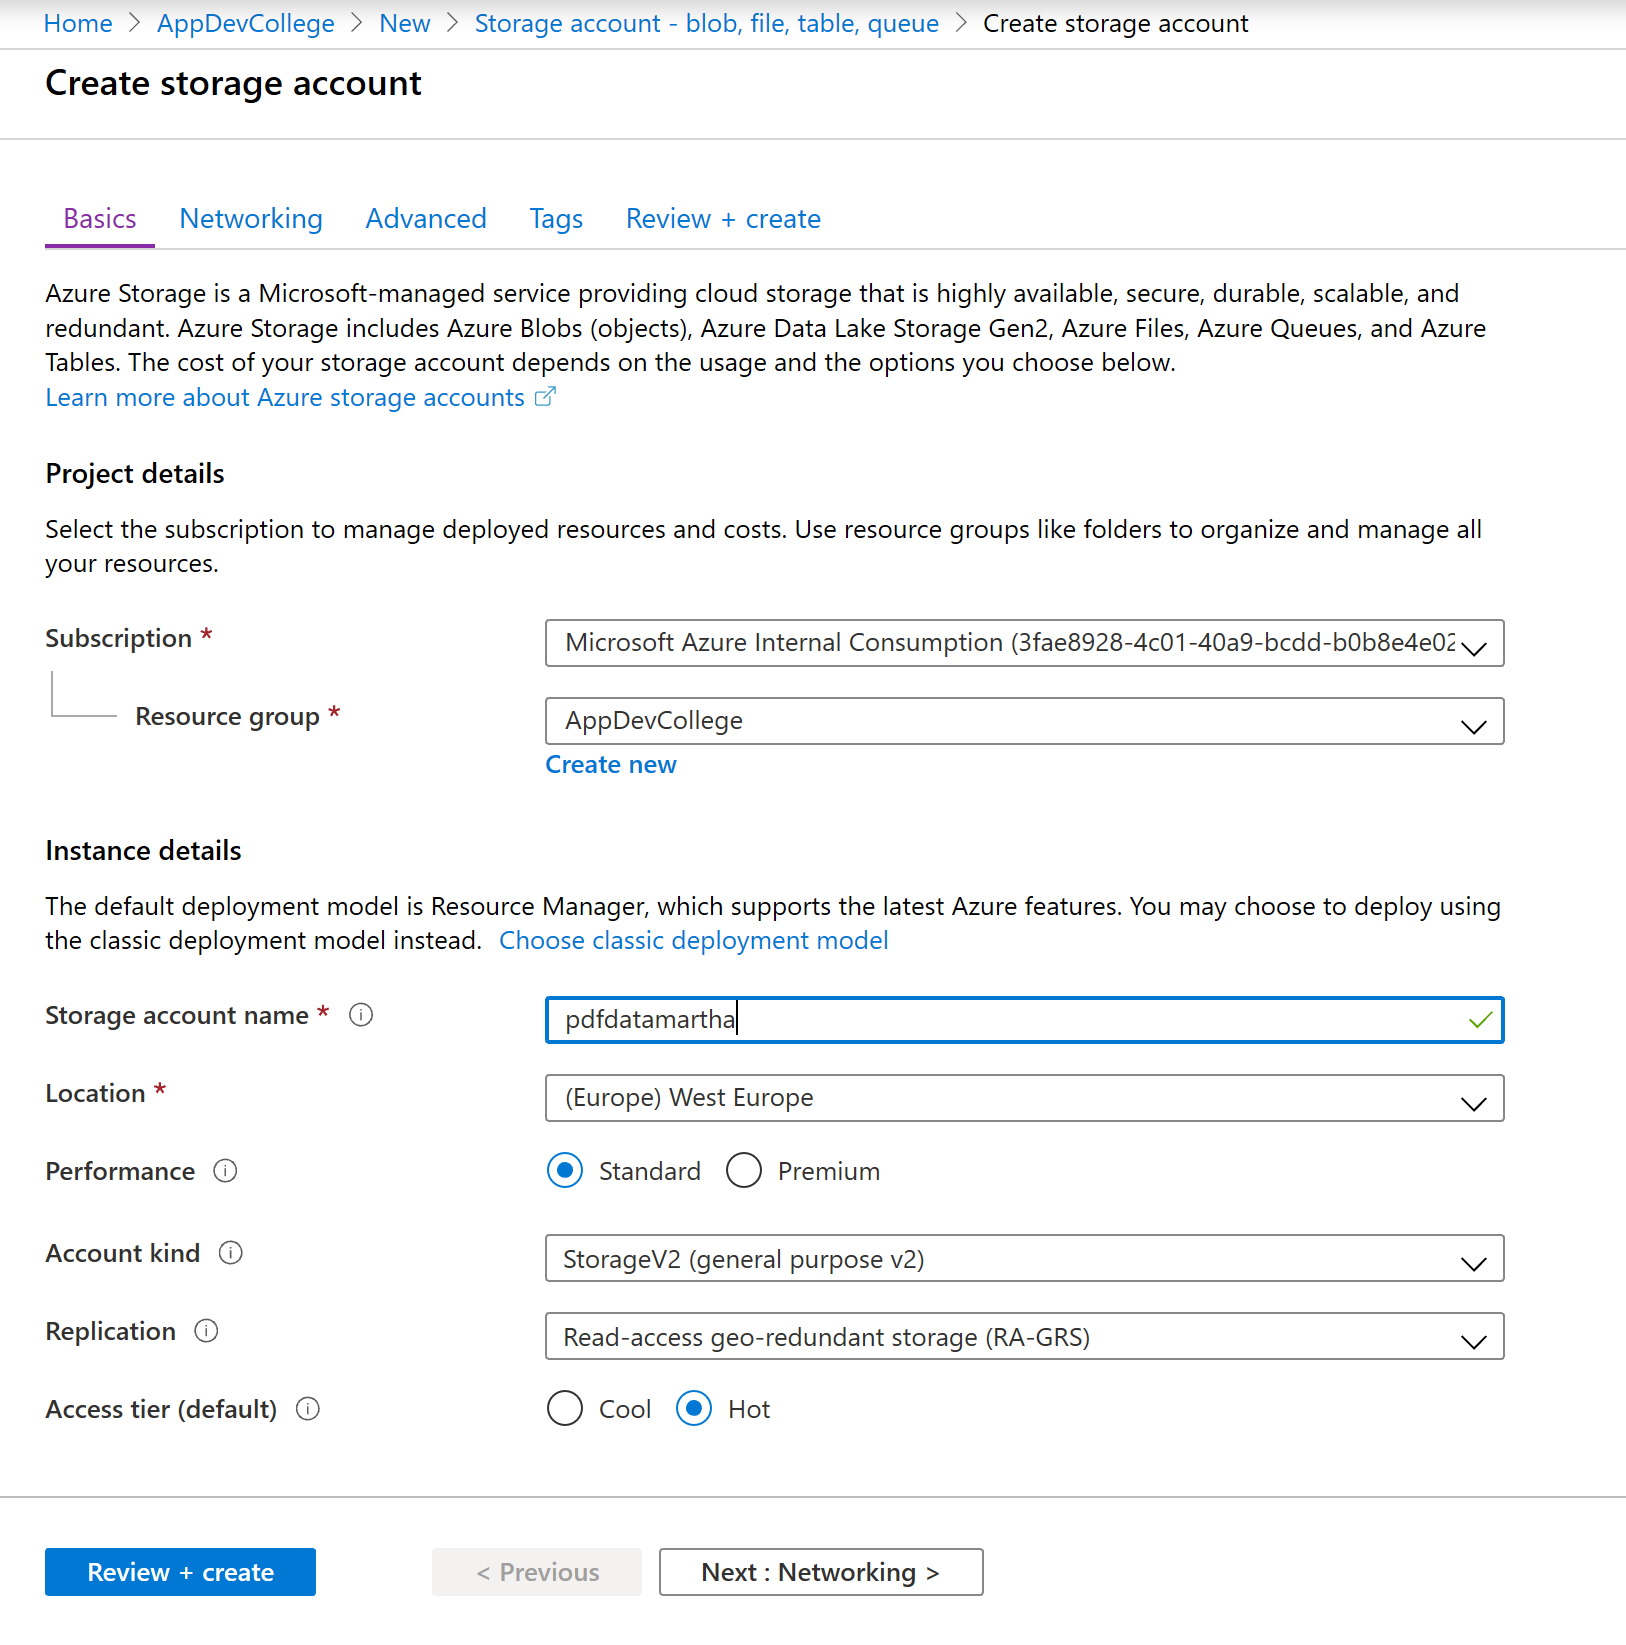 Home > AppDevCollege > New > Storage account - blob, file, table, queue > Create storage account
Create storage account
Basics Networking Advanced Tags Review + create
Azure Storage is a Microsoft-managed service providing cloud storage that is highly available, secure, durable, scalable, and
redundant. Azure Storage includes Azure Blobs (objects), Azure Data Lake Storage Gen2, Azure Files, Azure Queues, and Azure
Tables. The cost of your storage account depends on the usage and the options you choose below.
Learn more about Azure storage accounts
Project details
Select the subscription to manage deployed resources and costs. Use resource groups like folders to organize and manage all
your resources.
Subscription * Microsoft Azure Internal Consumption (3fae8928-4c01-40a9-bcdd-b0b8e4e02
Resource group * AppDevCollege
Create new
Instance details
The default deployment model is Resource Manager, which supports the latest Azure features. You may choose to deploy using
the classic deployment model instead. Choose classic deployment model
Storage account name * pdfdatamartha
Location * (Europe) West Europe
Performance Standard Premium
Account kind StorageV2 (general purpose v2)
Replication Read-access geo-redundant storage (RA-GRS)
Access tier (default) Cool Hot
Review + create < Previous Next : Networking >